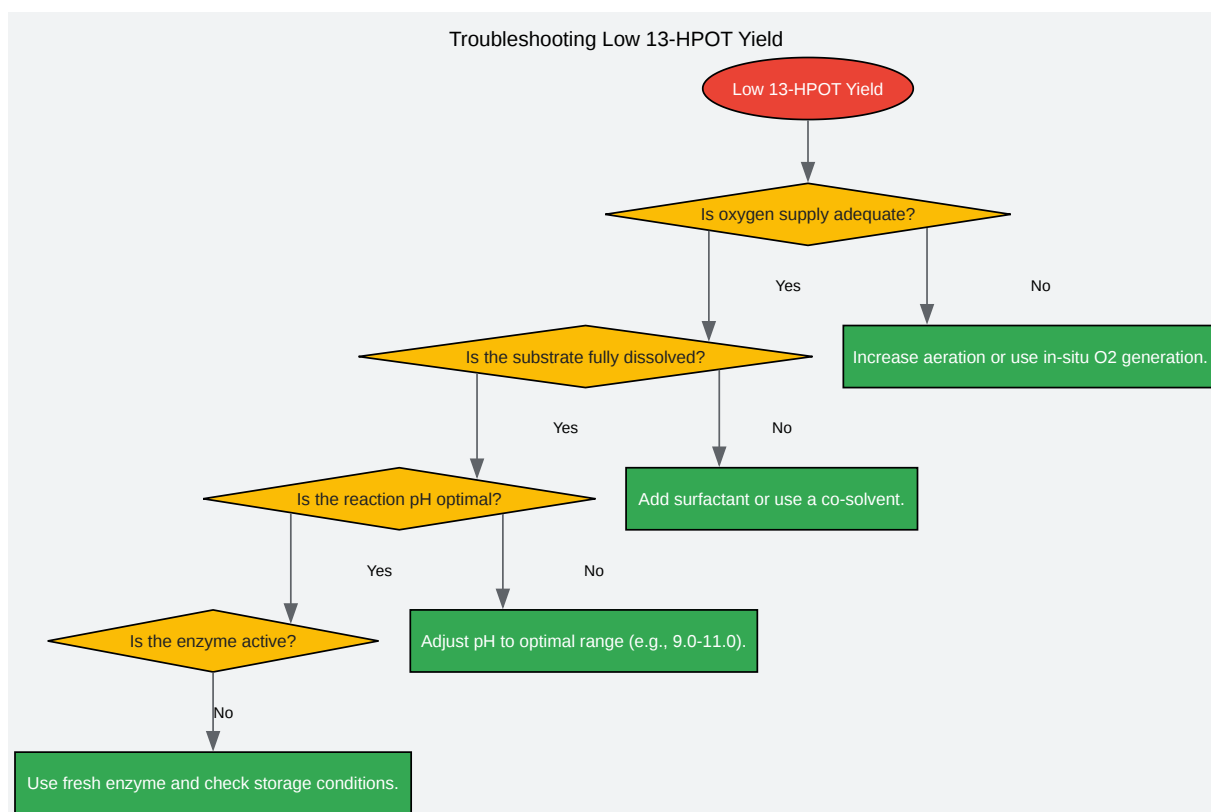 Troubleshooting Low 13-HPOT Yield
Low 13-HPOT Yield
Is oxygen supply adequate?
Yes
No
Is the substrate fully dissolved?
Increase aeration or use in-situ O2 generation.
Yes
No
Is the reaction pH optimal?
Add surfactant or use a co-solvent.
Yes
No
Is the enzyme active?
Adjust pH to optimal range (e.g., 9.0-11.0).
No
Use fresh enzyme and check storage conditions.